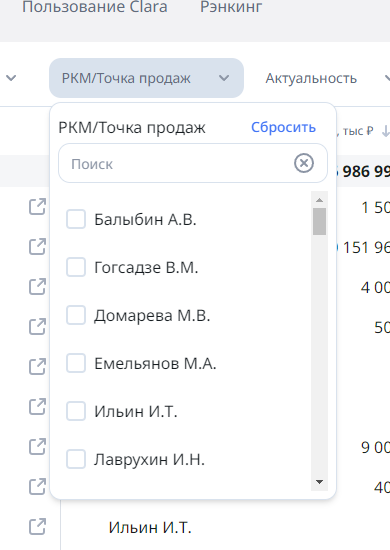 Пользование Clara Рэнкинг
РКМ/Точка продаж Актуальность
РКМ/Точка продаж Сбросить , тыс ₽
Поиск
986 99
Балыбин А.В. 1 50
Гогсадзе В.М. 151 96
Домарева М.В. 4 00
50
Емельянов М.А.
Ильин И.Т.
9 00
Лаврухин И.Н.
40
Ильин И.Т.